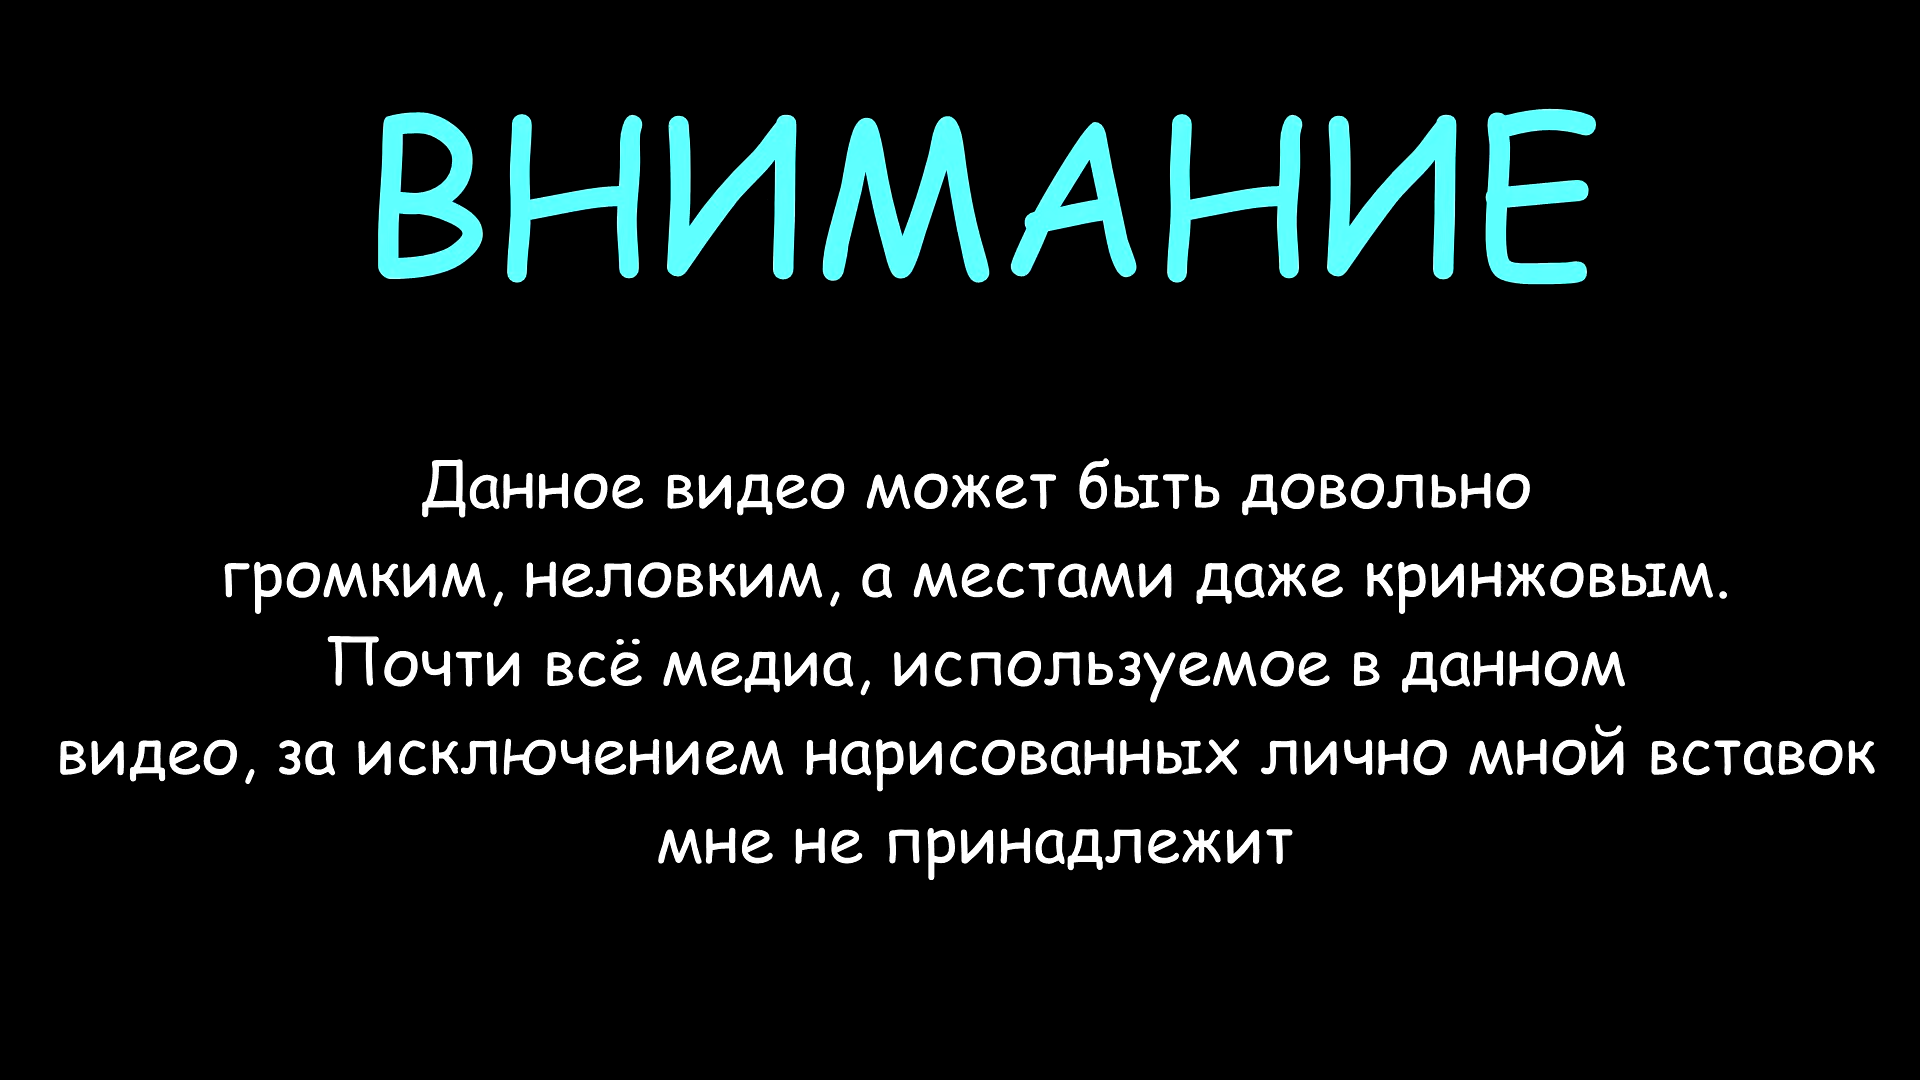 ВНИМАНИЕ
Данное видео может быть довольно
громким, неловким, а местами даже кринжовым.
Почти всё медиа, используемое в данном
видео, за исключением нарисованных лично мной вставок
мне не принадлежит